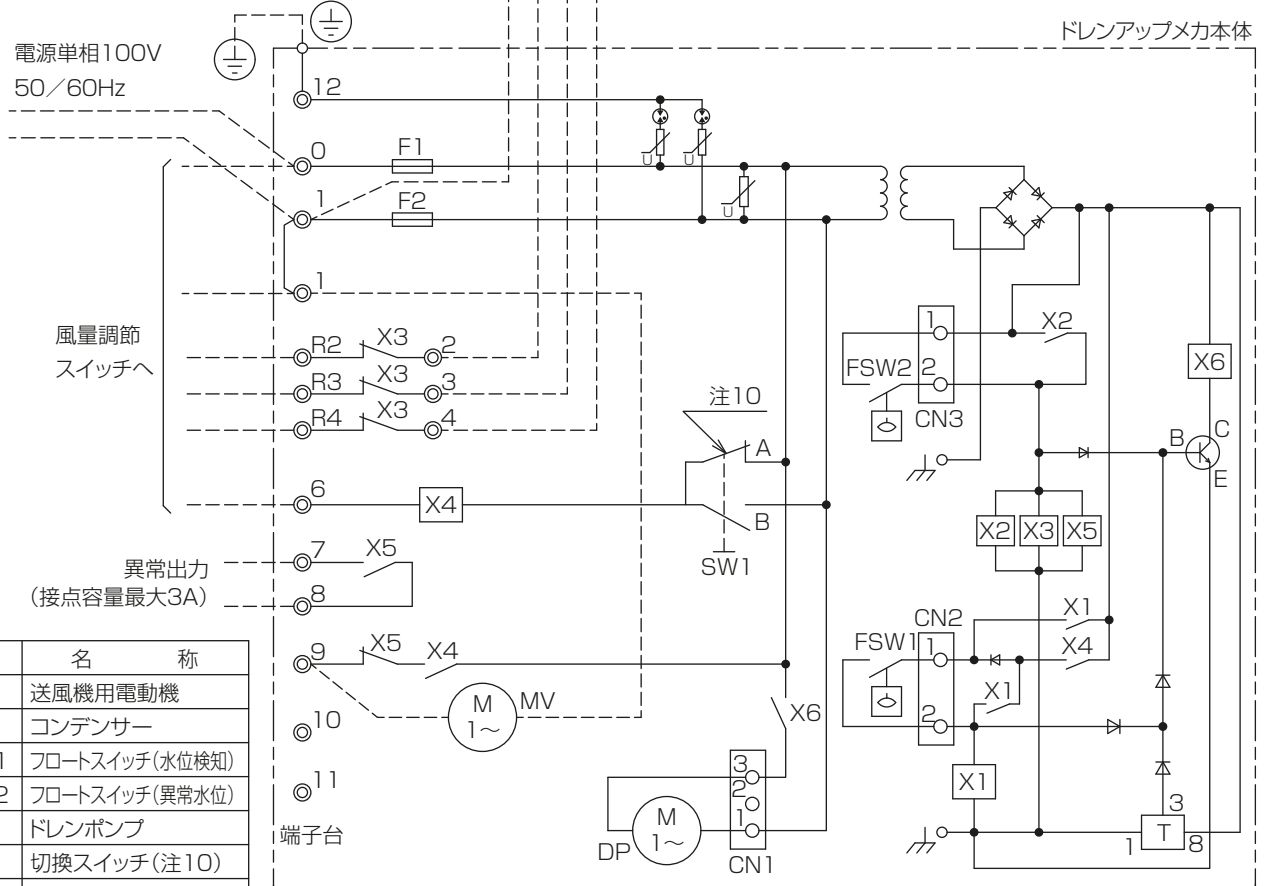 ドレンアップメカ本体
電源単相100V
50／60Hz
12
0
F1
U
U
1
F2
U
1
風量調節
スイッチへ
R2
X3
2
R3
X3
3
R4
X3
4
注10
A
B
SW1
6
X4
異常出力
（接点容量最大3A）
7
X5
8
9
X5
X4
M
1～
MV
10
11
端子台
X6
3
2
1
CN1
M
1～
DP
1
2
FSW2
CN3
X2
X6
B
C
E
X2
X3
X5
CN2
FSW1
1
2
X1
X4
X1
X1
3
T
1
8
名　称
送風機用電動機
コンデンサー
1 フロートスイッチ(水位検知)
2 フロートスイッチ(異常水位)
ドレンポンプ
切換スイッチ(注10)